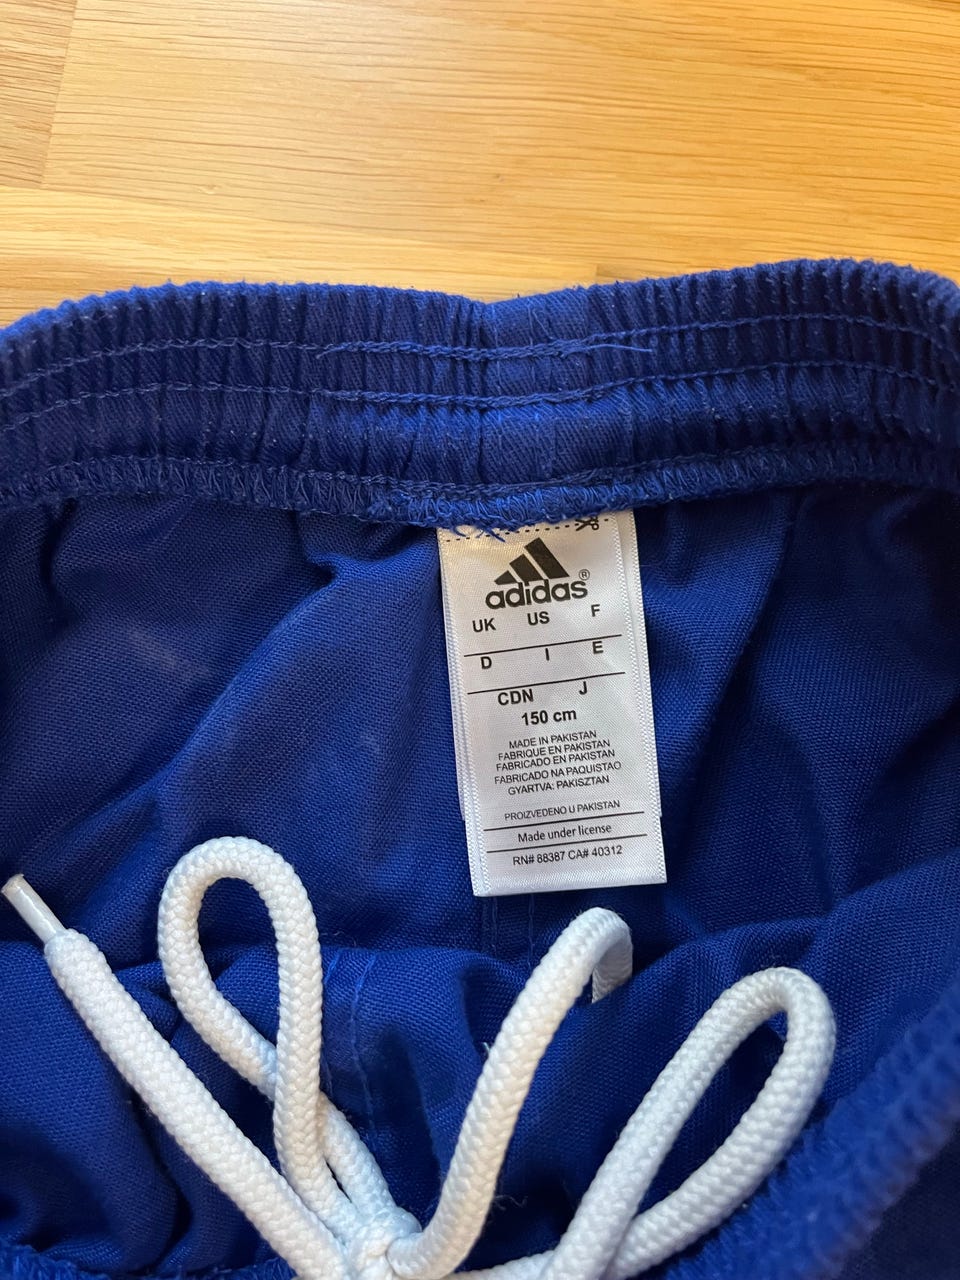 adidas®
UK US F
D I E
CDN J
150 cm
MADE IN PAKISTAN
FABRIQUE EN PAKISTAN
FABRICADO EN PAKISTAN
FABRICADO NA PAQUISTAO
GYARTVA: PAKISZTAN
PROIZVEDENO U PAKISTAN
Made under license
RN# 88387 CA# 40312